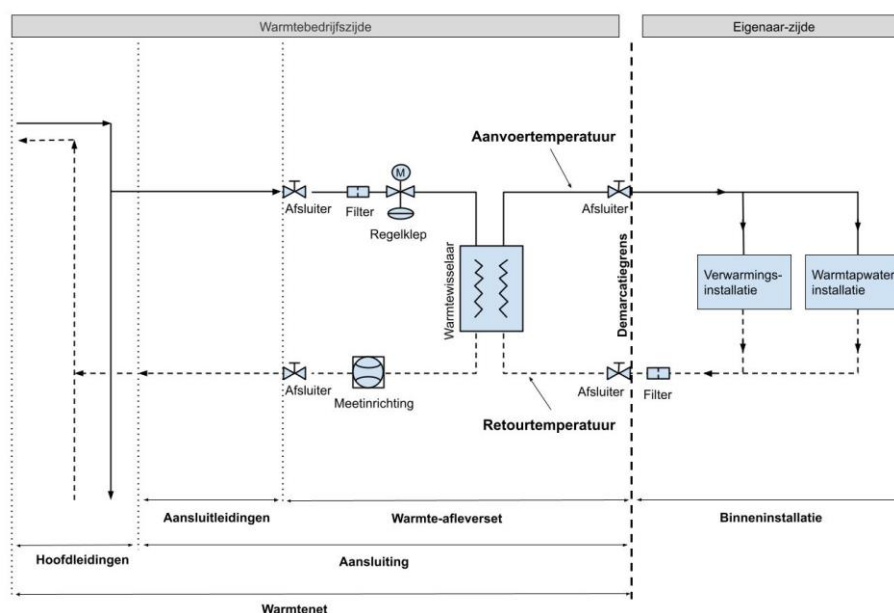 Warmtebedrijfszijde
Eigenaar-zijde
Aanvoertemperatuur
M
Afsluiter
Filter
Regelklep
Afsluiter
Warmtewisselaar
Demarcatiegrens
Verwarmings-
installatie
Warmtapwater
installatie
Afsluiter
Meetinrichting
Afsluiter
Filter
Retourtemperatuur
Aansluitleidingen
Warmte-afleverset
Binneninstallatie
Hoofdleidingen
Aansluiting
Warmtenet